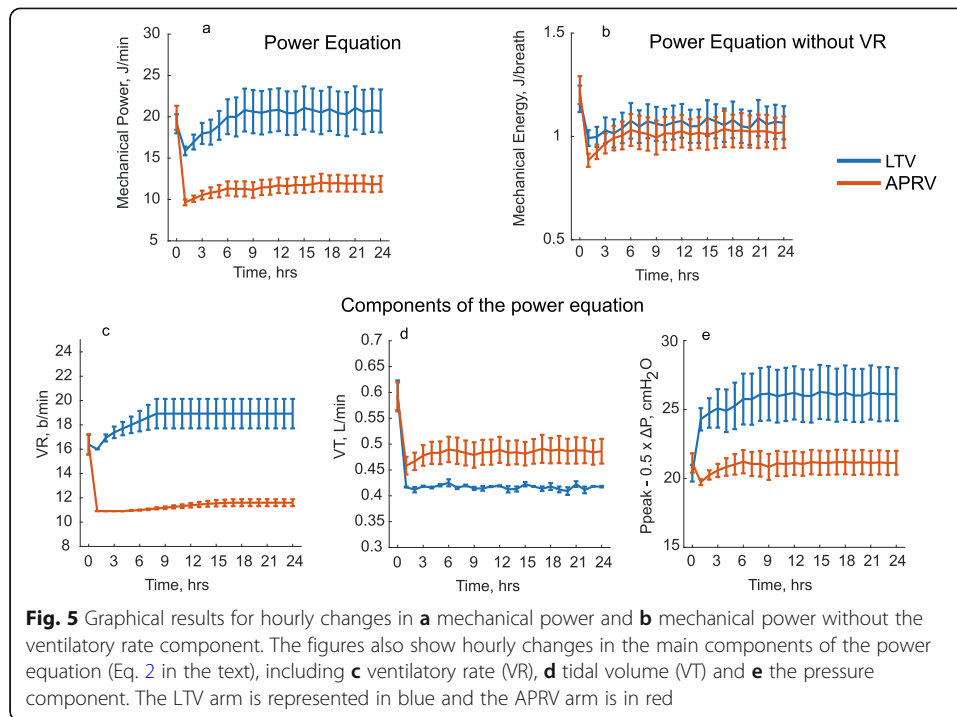 a
Power Equation
Mechanical Power, J/min
30
25
20
15
10
5
0 3 6 9 12 15 18 21 24
Time, hrs
b
Power Equation without VR
Mechanical Energy, J/breath
1.5
1
0.5
0 3 6 9 12 15 18 21 24
Time, hrs
LTV
APRV
Components of the power equation
c
VR, b/min
24
22
20
18
16
14
12
10
8
0 3 6 9 12 15 18 21 24
Time, hrs
d
VT, L/min
0.7
0.65
0.6
0.55
0.5
0.45
0.4
0.35
0.3
0 3 6 9 12 15 18 21 24
Time, hrs
e
Ppeak - 0.5 x ΔP, cmH2O
30
25
20
15
0 3 6 9 12 15 18 21 24
Time, hrs
Fig. 5 Graphical results for hourly changes in a mechanical power and b mechanical power without the
ventilatory rate component. The figures also show hourly changes in the main components of the power
equation (Eq. 2 in the text), including c ventilatory rate (VR), d tidal volume (VT) and e the pressure
component. The LTV arm is represented in blue and the APRV arm is in red